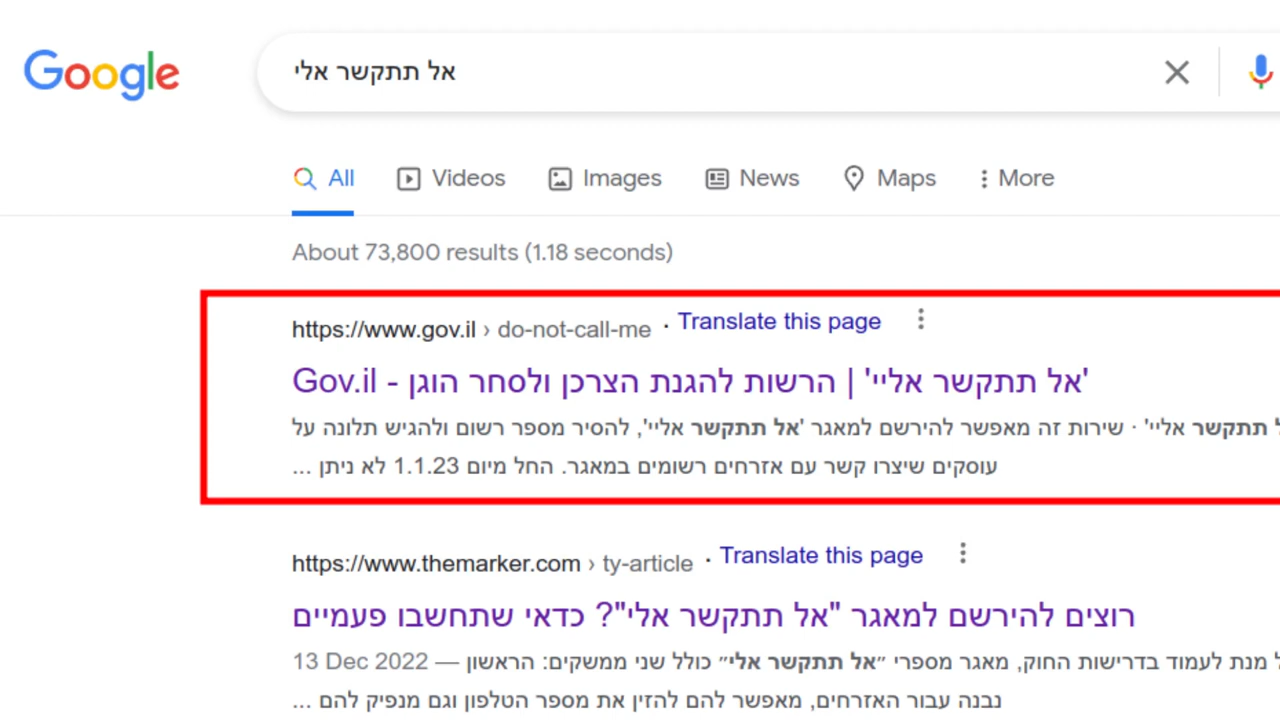 Google
אל תתקשר אלי
All
Videos
Images
News
Maps
More
About 73,800 results (1.18 seconds)
https://www.gov.il › do-not-call-me · Translate this page
'אל תתקשר אליי' | הרשות להגנת הצרכן ולסחר הוגן - Gov.il
תתקשר אליי' · שירות זה מאפשר להירשם למאגר 'אל תתקשר אליי', להסיר מספר רשום ולהגיש תלונה על
עוסקים שיצרו קשר עם אזרחים רשומים במאגר. החל מיום 1.1.23 לא ניתן ...
https://www.themarker.com › ty-article · Translate this page
רוצים להירשם למאגר "אל תתקשר אלי"? כדאי שתחשבו פעמיים
13 Dec 2022 — מנת לעמוד בדרישות החוק, מאגר מספרי ״אל תתקשר אלי״ כולל שני ממשקים: הראשון
נבנה עבור האזרחים, מאפשר להם להזין את מספר הטלפון וגם מנפיק להם ...